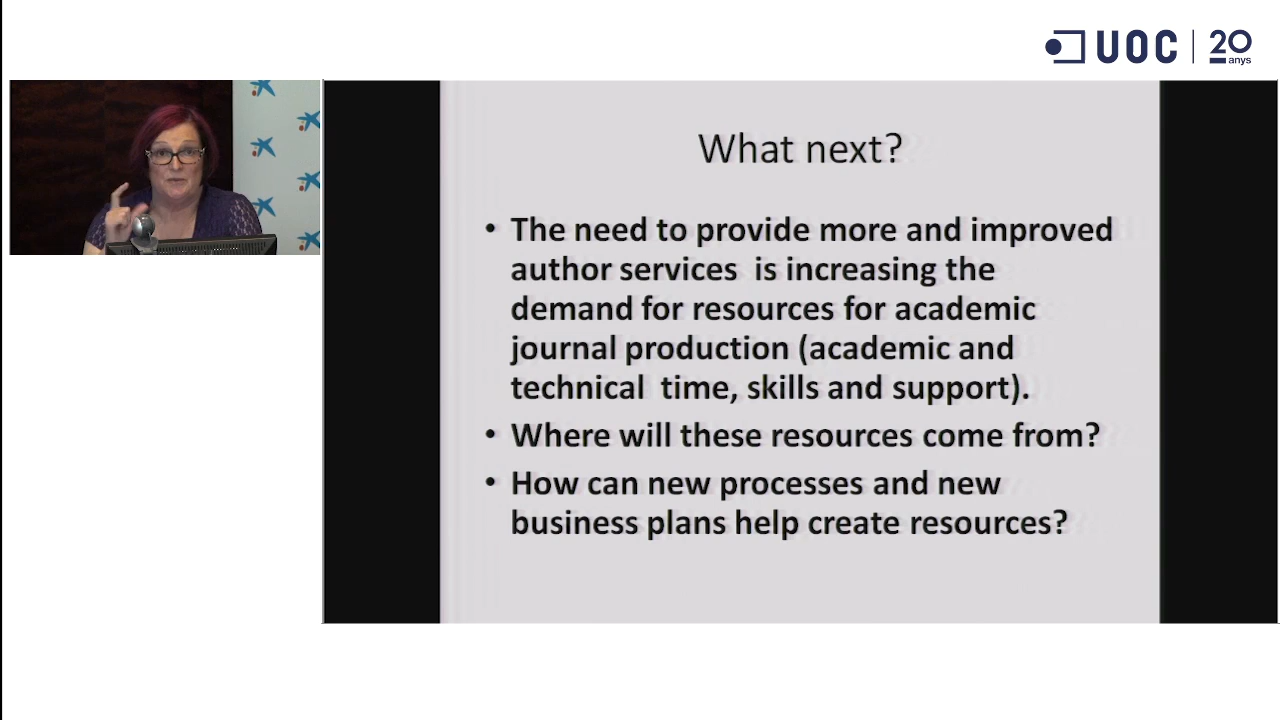 UOC
20
anys
What next?
• The need to provide more and improved
author services is increasing the
demand for resources for academic
journal production (academic and
technical time, skills and support).
• Where will these resources come from?
• How can new processes and new
business plans help create resources?